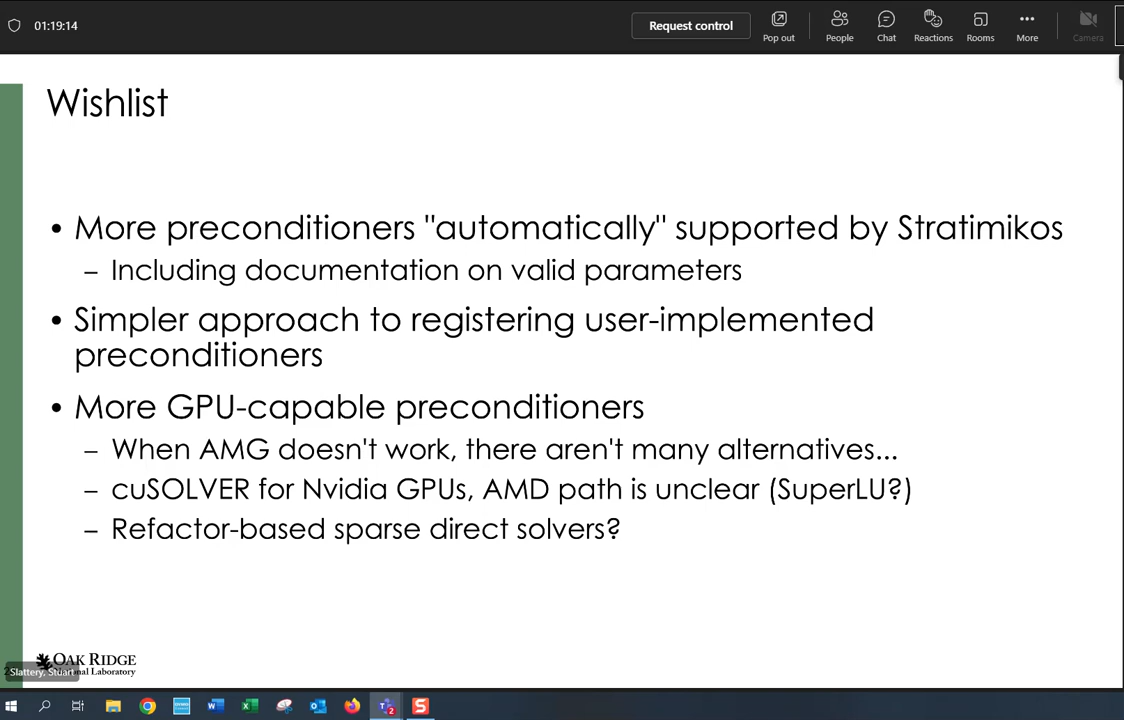 01:19:14
Request control
Pop out
People
Chat
Reactions
Rooms
More
Camera
Wishlist
• More preconditioners "automatically" supported by Stratimikos
– Including documentation on valid parameters
• Simpler approach to registering user-implemented
preconditioners
• More GPU-capable preconditioners
– When AMG doesn't work, there aren't many alternatives...
– cuSOLVER for Nvidia GPUs, AMD path is unclear (SuperLU?)
– Refactor-based sparse direct solvers?
OAK RIDGE
Laboratory
Slattery, Stuart